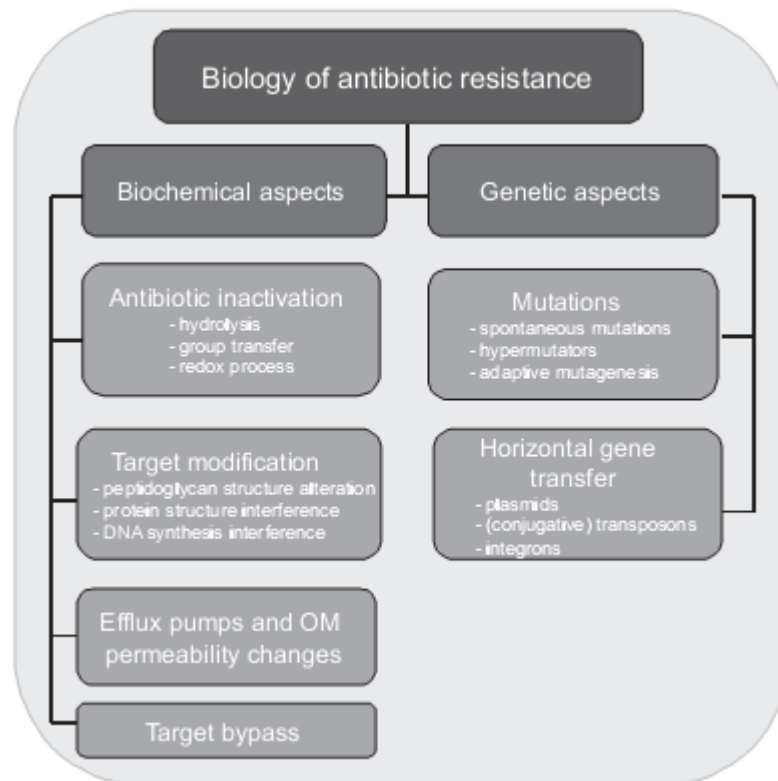 Biology of antibiotic resistance
Biochemical aspects
Genetic aspects
Antibiotic inactivation
- hydrolysis
- group transfer
- redox process
Mutations
- spontaneous mutations
- hypermutators
- adaptive mutagenesis
Target modification
- peptidoglycan structure alteration
- protein structure interference
- DNA synthesis interference
Horizontal gene
transfer
- plasmids
- (conjugative) transposons
- integrons
Efflux pumps and OM
permeability changes
Target bypass